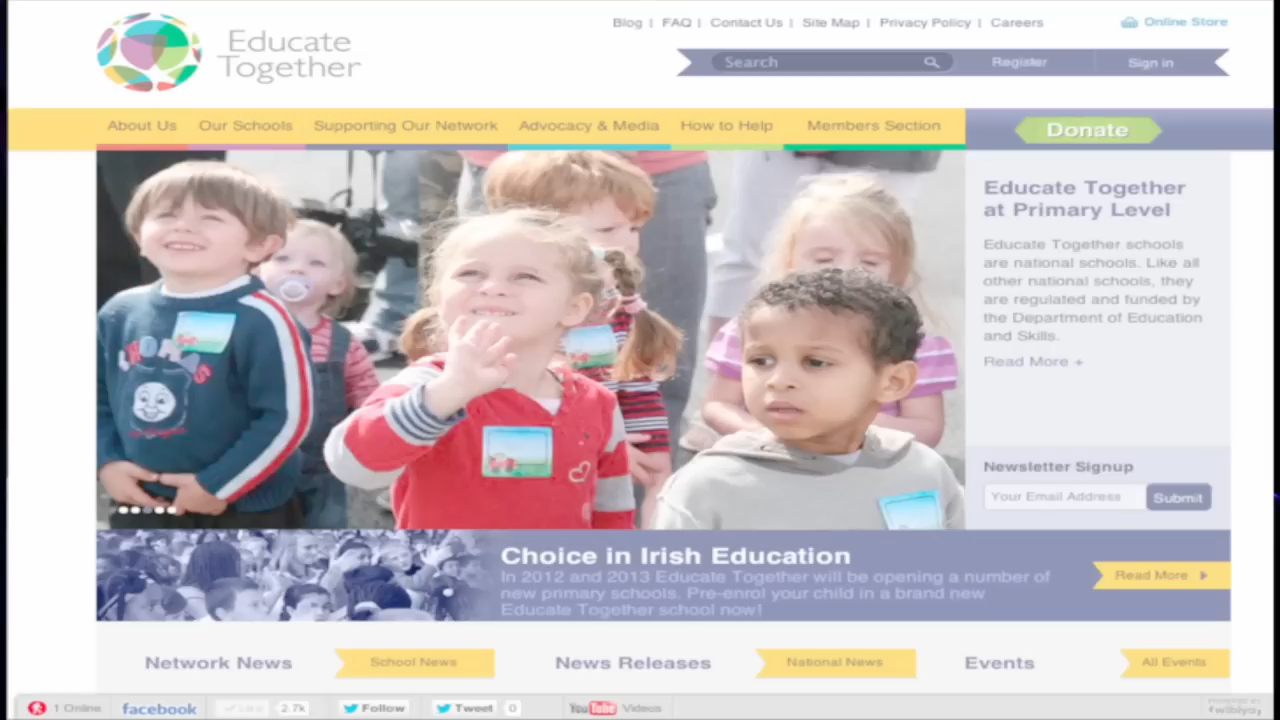 Educate
Together
Blog | FAQ | Contact Us | Site Map | Privacy Policy | Careers
Online Store
Search
Register
Sign in
About Us
Our Schools
Supporting Our Network
Advocacy & Media
How to Help
Members Section
Donate
Educate Together
at Primary Level
Educate Together schools
are national schools. Like all
other national schools, they
are regulated and funded by
the Department of Education
and Skills.
Read More +
Newsletter Signup
Your Email Address
Submit
Choice in Irish Education
In 2012 and 2013 Educate Together will be opening a number of
new primary schools. Pre-enrol your child in a brand new
Educate Together school now!
Read More
Network News
School News
News Releases
National News
Events
All Events
1 Online
facebook
Like
2.7k
Follow
Tweet
0
YouTube Videos
POWERED BY
wibiya